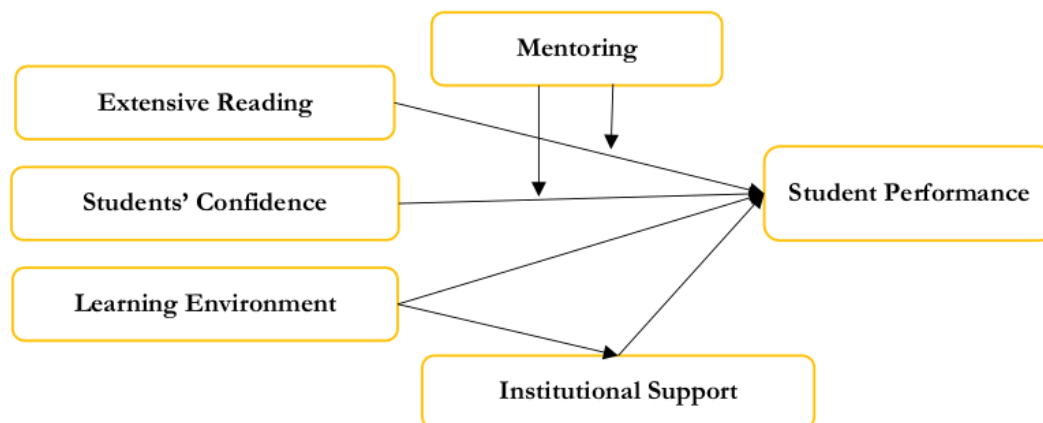 Mentoring
Extensive Reading
Students’ Confidence
Student Performance
Learning Environment
Institutional Support